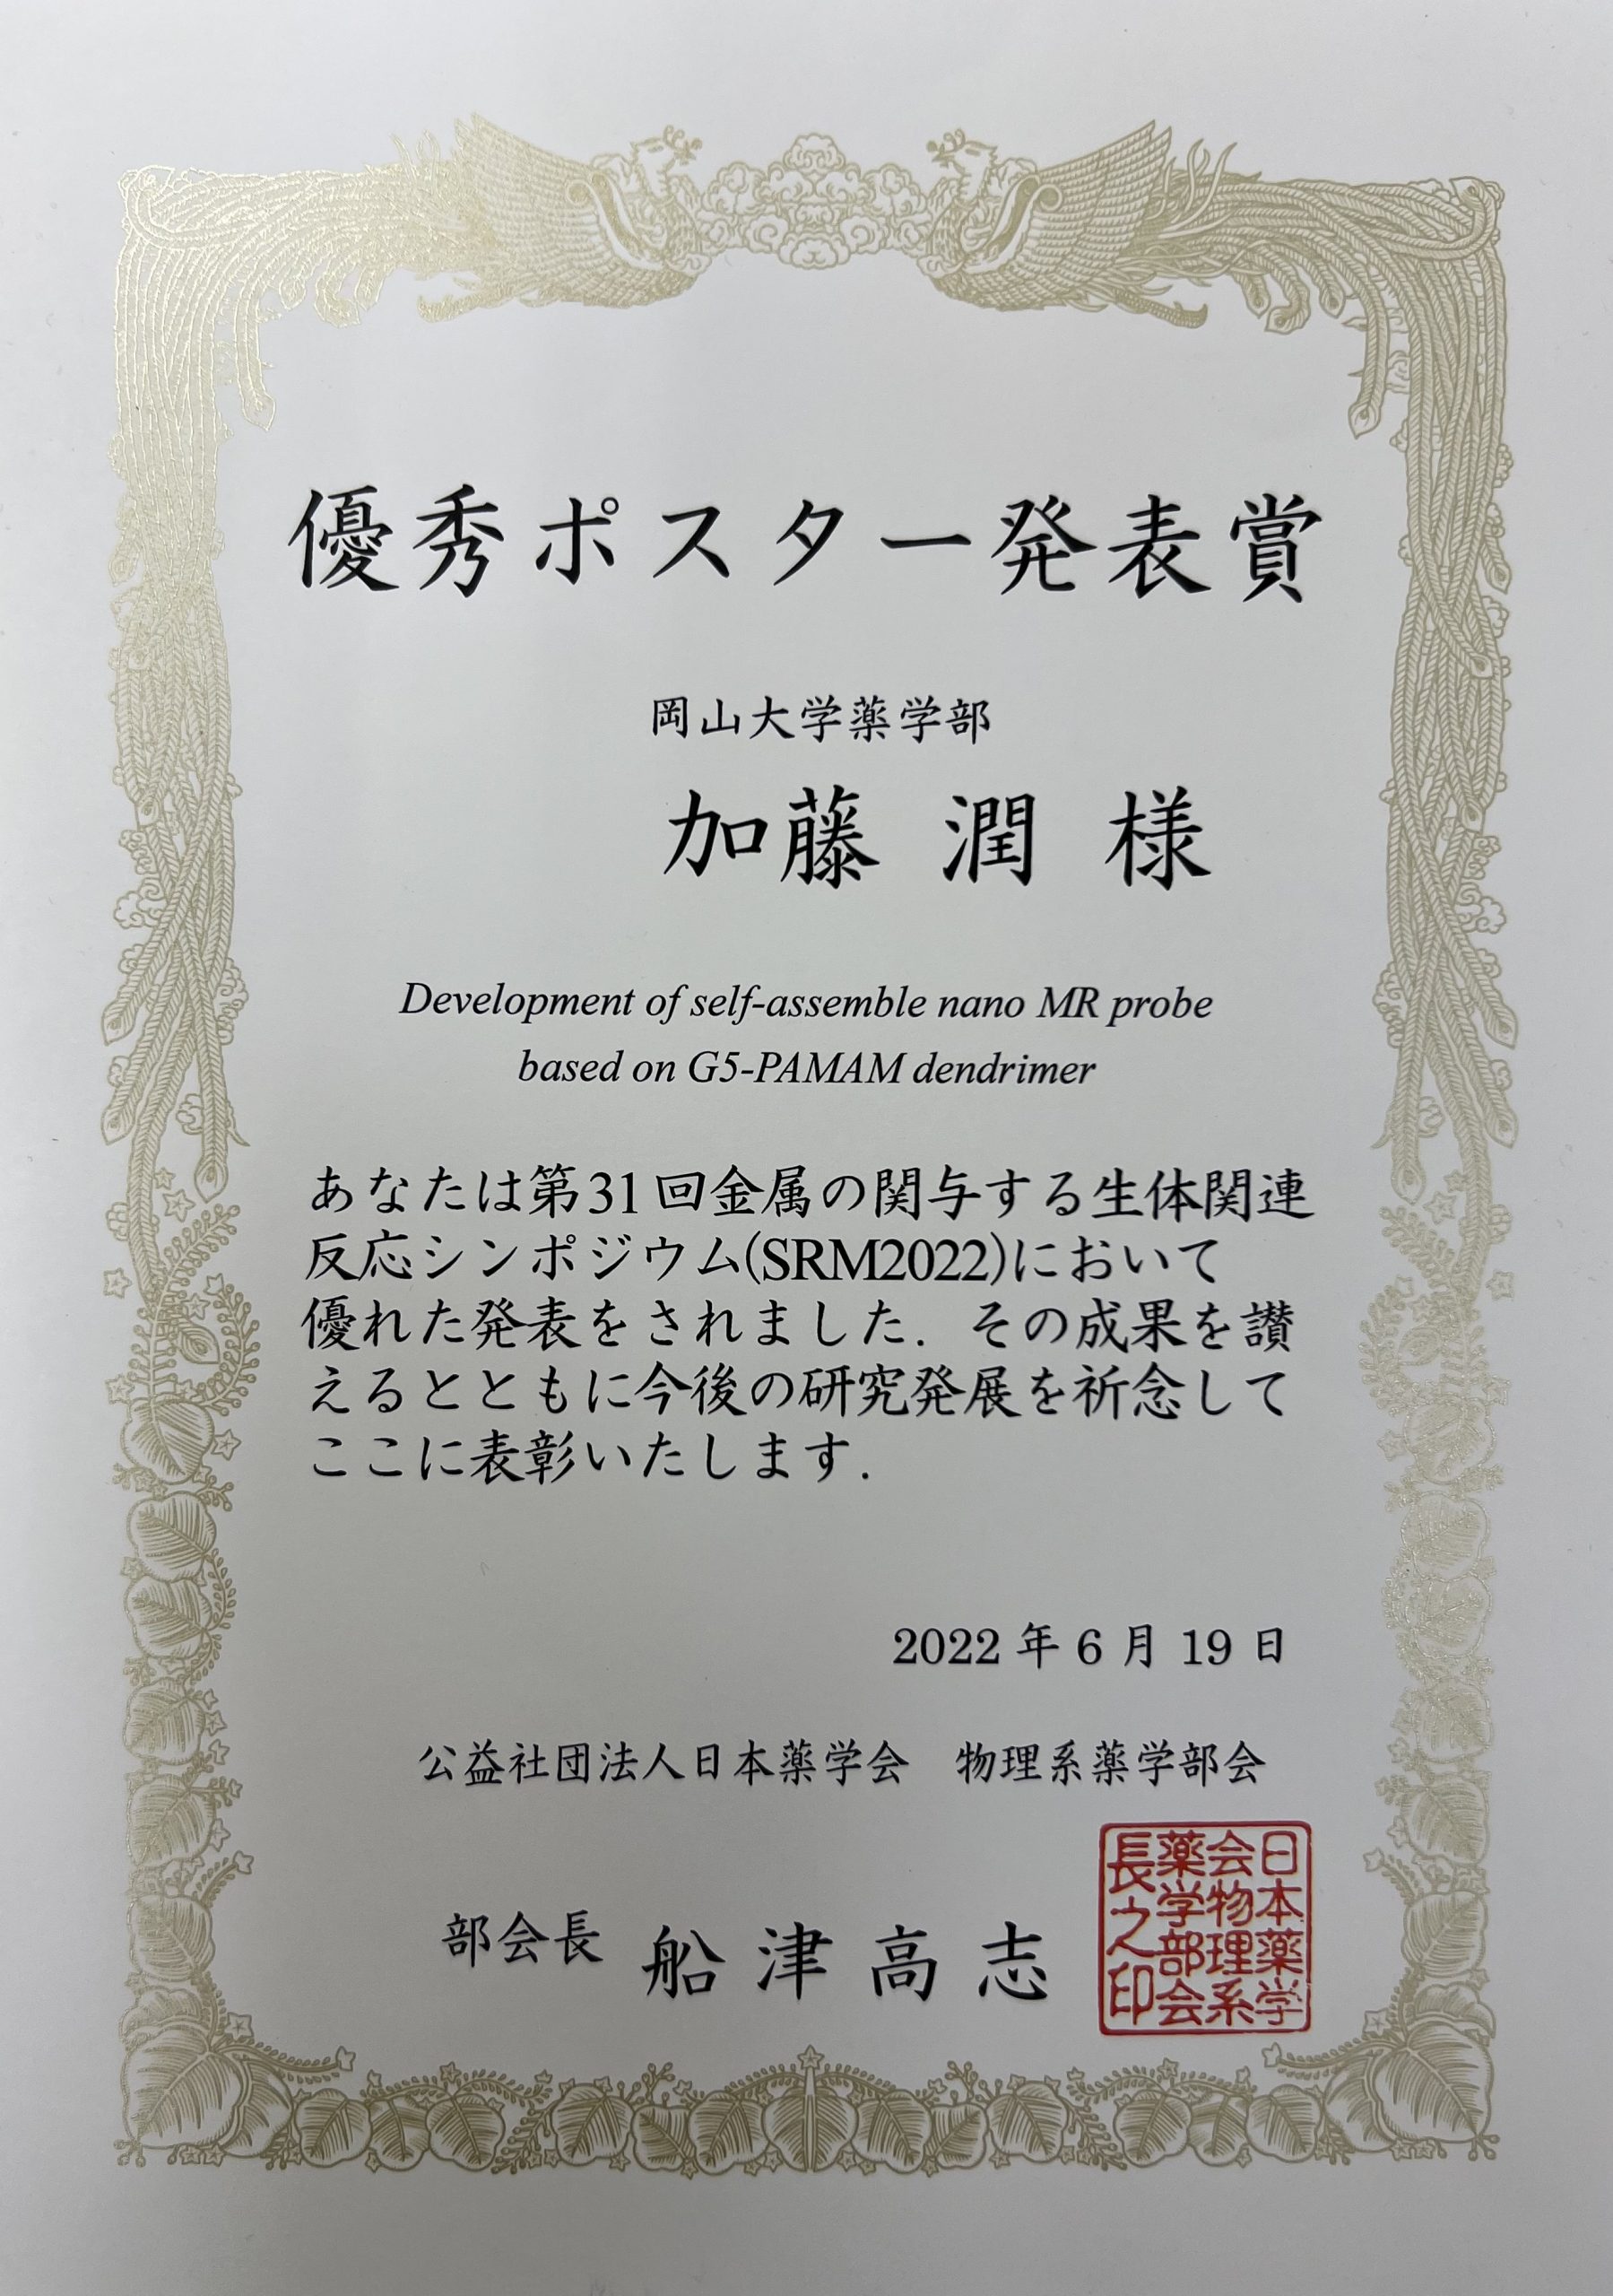 優秀ポスター発表賞
岡山大学薬学部
加藤 潤 様
Development of self-assemble nano MR probe
based on G5-PAMAM dendrimer
あなたは第31回金属の関与する生体関連
反応シンポジウム(SRM2022)において
優れた発表をされました．その成果を讃
えるとともに今後の研究発展を祈念して
ここに表彰いたします．
2022 年 6 月 19 日
公益社団法人日本薬学会　物理系薬学部会
部会長 船津高志
日本薬学
会物理系
薬学部会
長之印